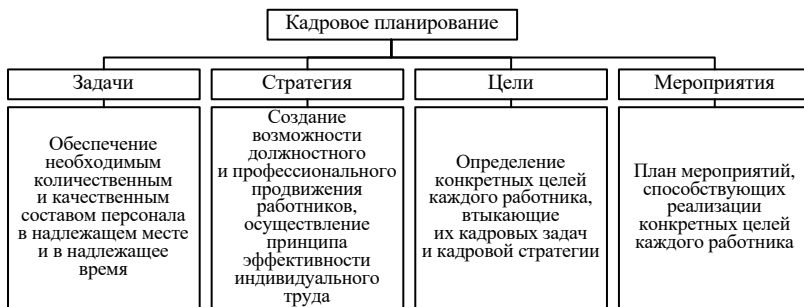 Кадровое планирование
Задачи
Стратегия
Цели
Мероприятия
Обеспечение
необходимым
количественным
и качественным
составом персонала
в надлежащем месте
и в надлежащее
время
Создание
возможности
должностного
и профессионального
продвижения
работников,
осуществление
принципа
эффективности
индивидуального
труда
Определение
конкретных целей
каждого работника,
втыкающие
их кадровых задач
и кадровой стратегии
План мероприятий,
способствующих
реализации
конкретных целей
каждого работника